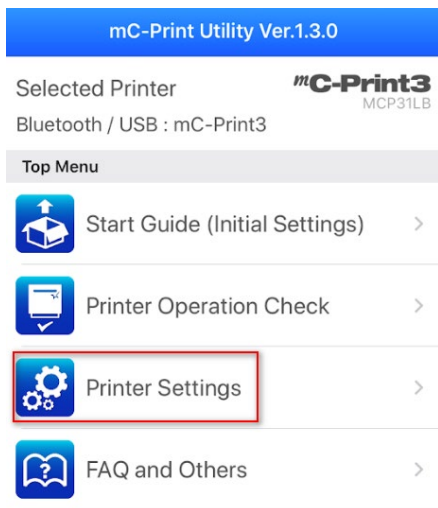 mC-Print Utility Ver.1.3.0
Selected Printer
mC-Print3
MCP31LB
Bluetooth / USB : mC-Print3
Top Menu
Start Guide (Initial Settings)
Printer Operation Check
Printer Settings
?
FAQ and Others